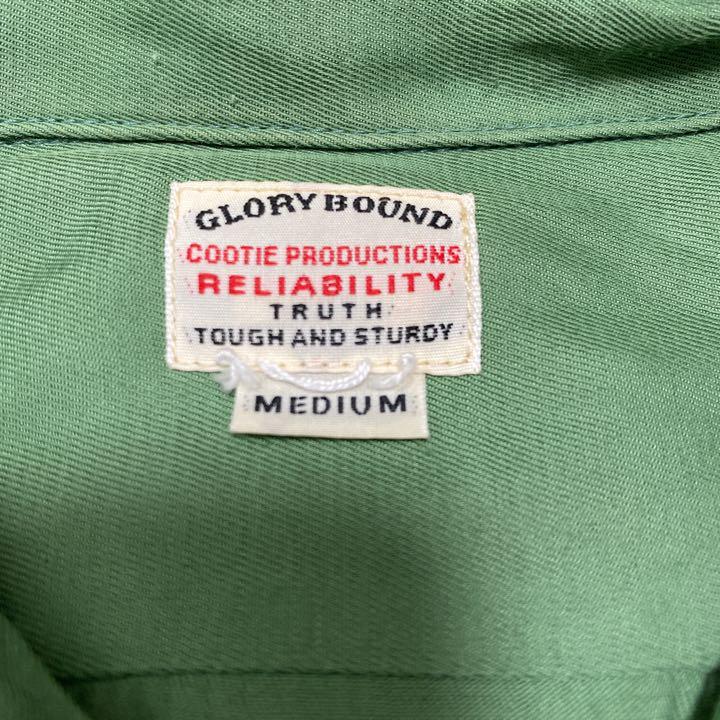 GLORY BOUND
COOTIE PRODUCTIONS
RELIABILITY
TRUTH
TOUGH AND STURDY
MEDIUM